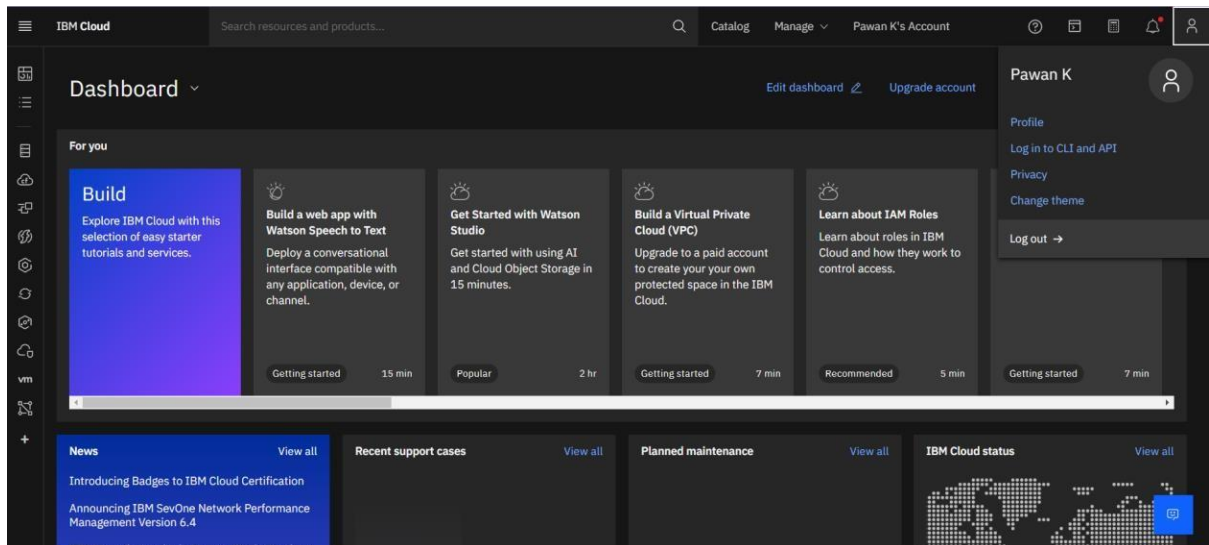 IBM Cloud
Search resources and products...
Catalog
Manage
Pawan K's Account
Pawan K
Profile
Log in to CLI and API
Privacy
Change theme
Log out →
Dashboard
Edit dashboard
Upgrade account
For you
Build
Explore IBM Cloud with this
selection of easy starter
tutorials and services.
Build a web app with
Watson Speech to Text
Deploy a conversational
interface compatible with
any application, device, or
channel.
Getting started
15 min
Get Started with Watson
Studio
Get started with using AI
and Cloud Object Storage in
15 minutes.
Popular
2 hr
Build a Virtual Private
Cloud (VPC)
Upgrade to a paid account
to create your your own
protected space in the IBM
Cloud.
Getting started
7 min
Learn about IAM Roles
Learn about roles in IBM
Cloud and how they work to
control access.
Recommended
5 min
Getting started
7 min
vm
News
View all
Introducing Badges to IBM Cloud Certification
Announcing IBM SevOne Network Performance
Management Version 6.4
Recent support cases
View all
Planned maintenance
View all
IBM Cloud status
View all